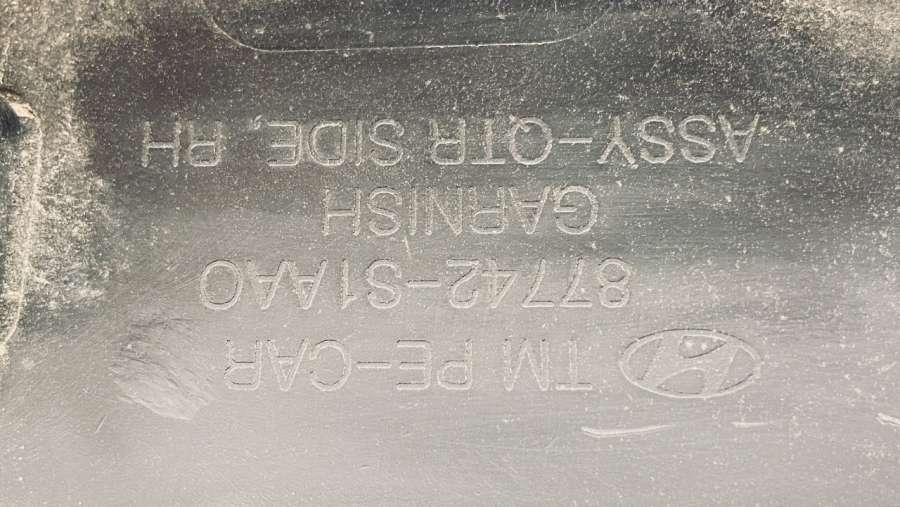 TM PE-CAR
87742-S1AA0
GARNISH
ASSY-QTR SIDE, RH